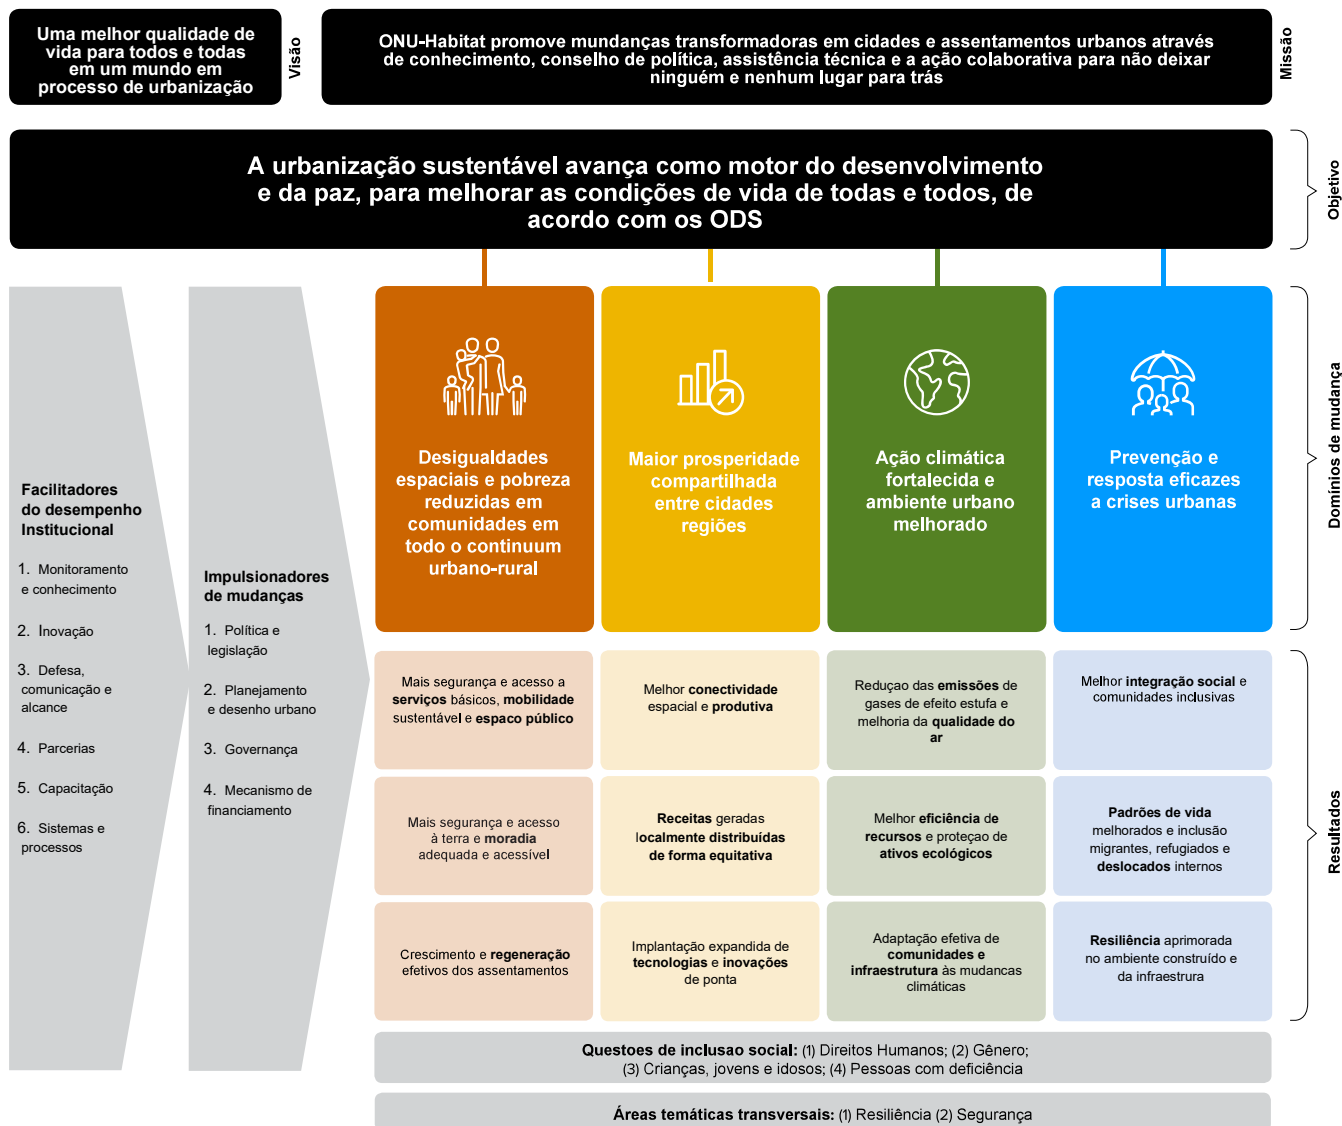 Uma melhor qualidade de
vida para todos e todas
em um mundo em
processo de urbanização
Visão
ONU-Habitat promove mundanças transformadoras em cidades e assentamentos urbanos através
de conhecimento, conselho de política, assistência técnica e a ação colaborativa para não deixar
ninguém e nenhum lugar para trás
Missão
A urbanização sustentável avança como motor do desenvolvimento
e da paz, para melhorar as condições de vida de todas e todos, de
acordo com os ODS
Objetivo
Facilitadores
do desempenho
Institucional
1. Monitoramento
e conhecimento
2. Inovação
3. Defesa,
comunicação e
alcance
4. Parcerias
5. Capacitação
6. Sistemas e
processos
Impulsionadores
de mudanças
1. Política e
legislação
2. Planejamento
e desenho urbano
3. Governança
4. Mecanismo de
financiamento
Desigualdades
espaciais e pobreza
reduzidas em
comunidades em
todo o continuum
urbano-rural
Maior prosperidade
compartilhada
entre cidades
regiões
Ação climática
fortalecida e
ambiente urbano
melhorado
Prevenção e
resposta eficazes
a crises urbanas
Domínios de mudança
Mais segurança e acesso a
serviços básicos, mobilidade
sustentável e espaco público
Melhor conectividade
espacial e produtiva
Reduçao das emissões de
gases de efeito estufa e
melhoria da qualidade do
ar
Melhor integração social e
comunidades inclusivas
Mais segurança e acesso
à terra e moradia
adequada e acessível
Receitas geradas
localmente distribuídas
de forma equitativa
Melhor eficiência de
recursos e proteçao de
ativos ecológicos
Padrões de vida
melhorados e inclusão
migrantes, refugiados e
deslocados internos
Crescimento e regeneração
efetivos dos assentamentos
Implantação expandida de
tecnologias e inovações
de ponta
Adaptação efetiva de
comunidades e
infraestrutura às mudancas
climáticas
Resiliência aprimorada
no ambiente construído e
da infraestrura
Resultados
Questoes de inclusao social: (1) Direitos Humanos; (2) Gênero;
(3) Crianças, jovens e idosos; (4) Pessoas com deficiência
Áreas temáticas transversais: (1) Resiliência (2) Segurança